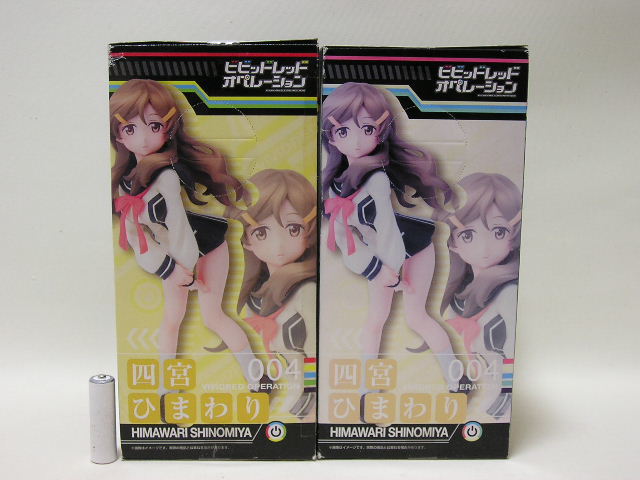 ビビッドレッド
オペレーション
004
VIVIDRED OPERATION
四宮
ひまわり
HIMAWARI SHINOMIYA
ビビッドレッド
オペレーション
004
VIVIDRED OPERATION
四宮
ひまわり
HIMAWARI SHINOMIYA